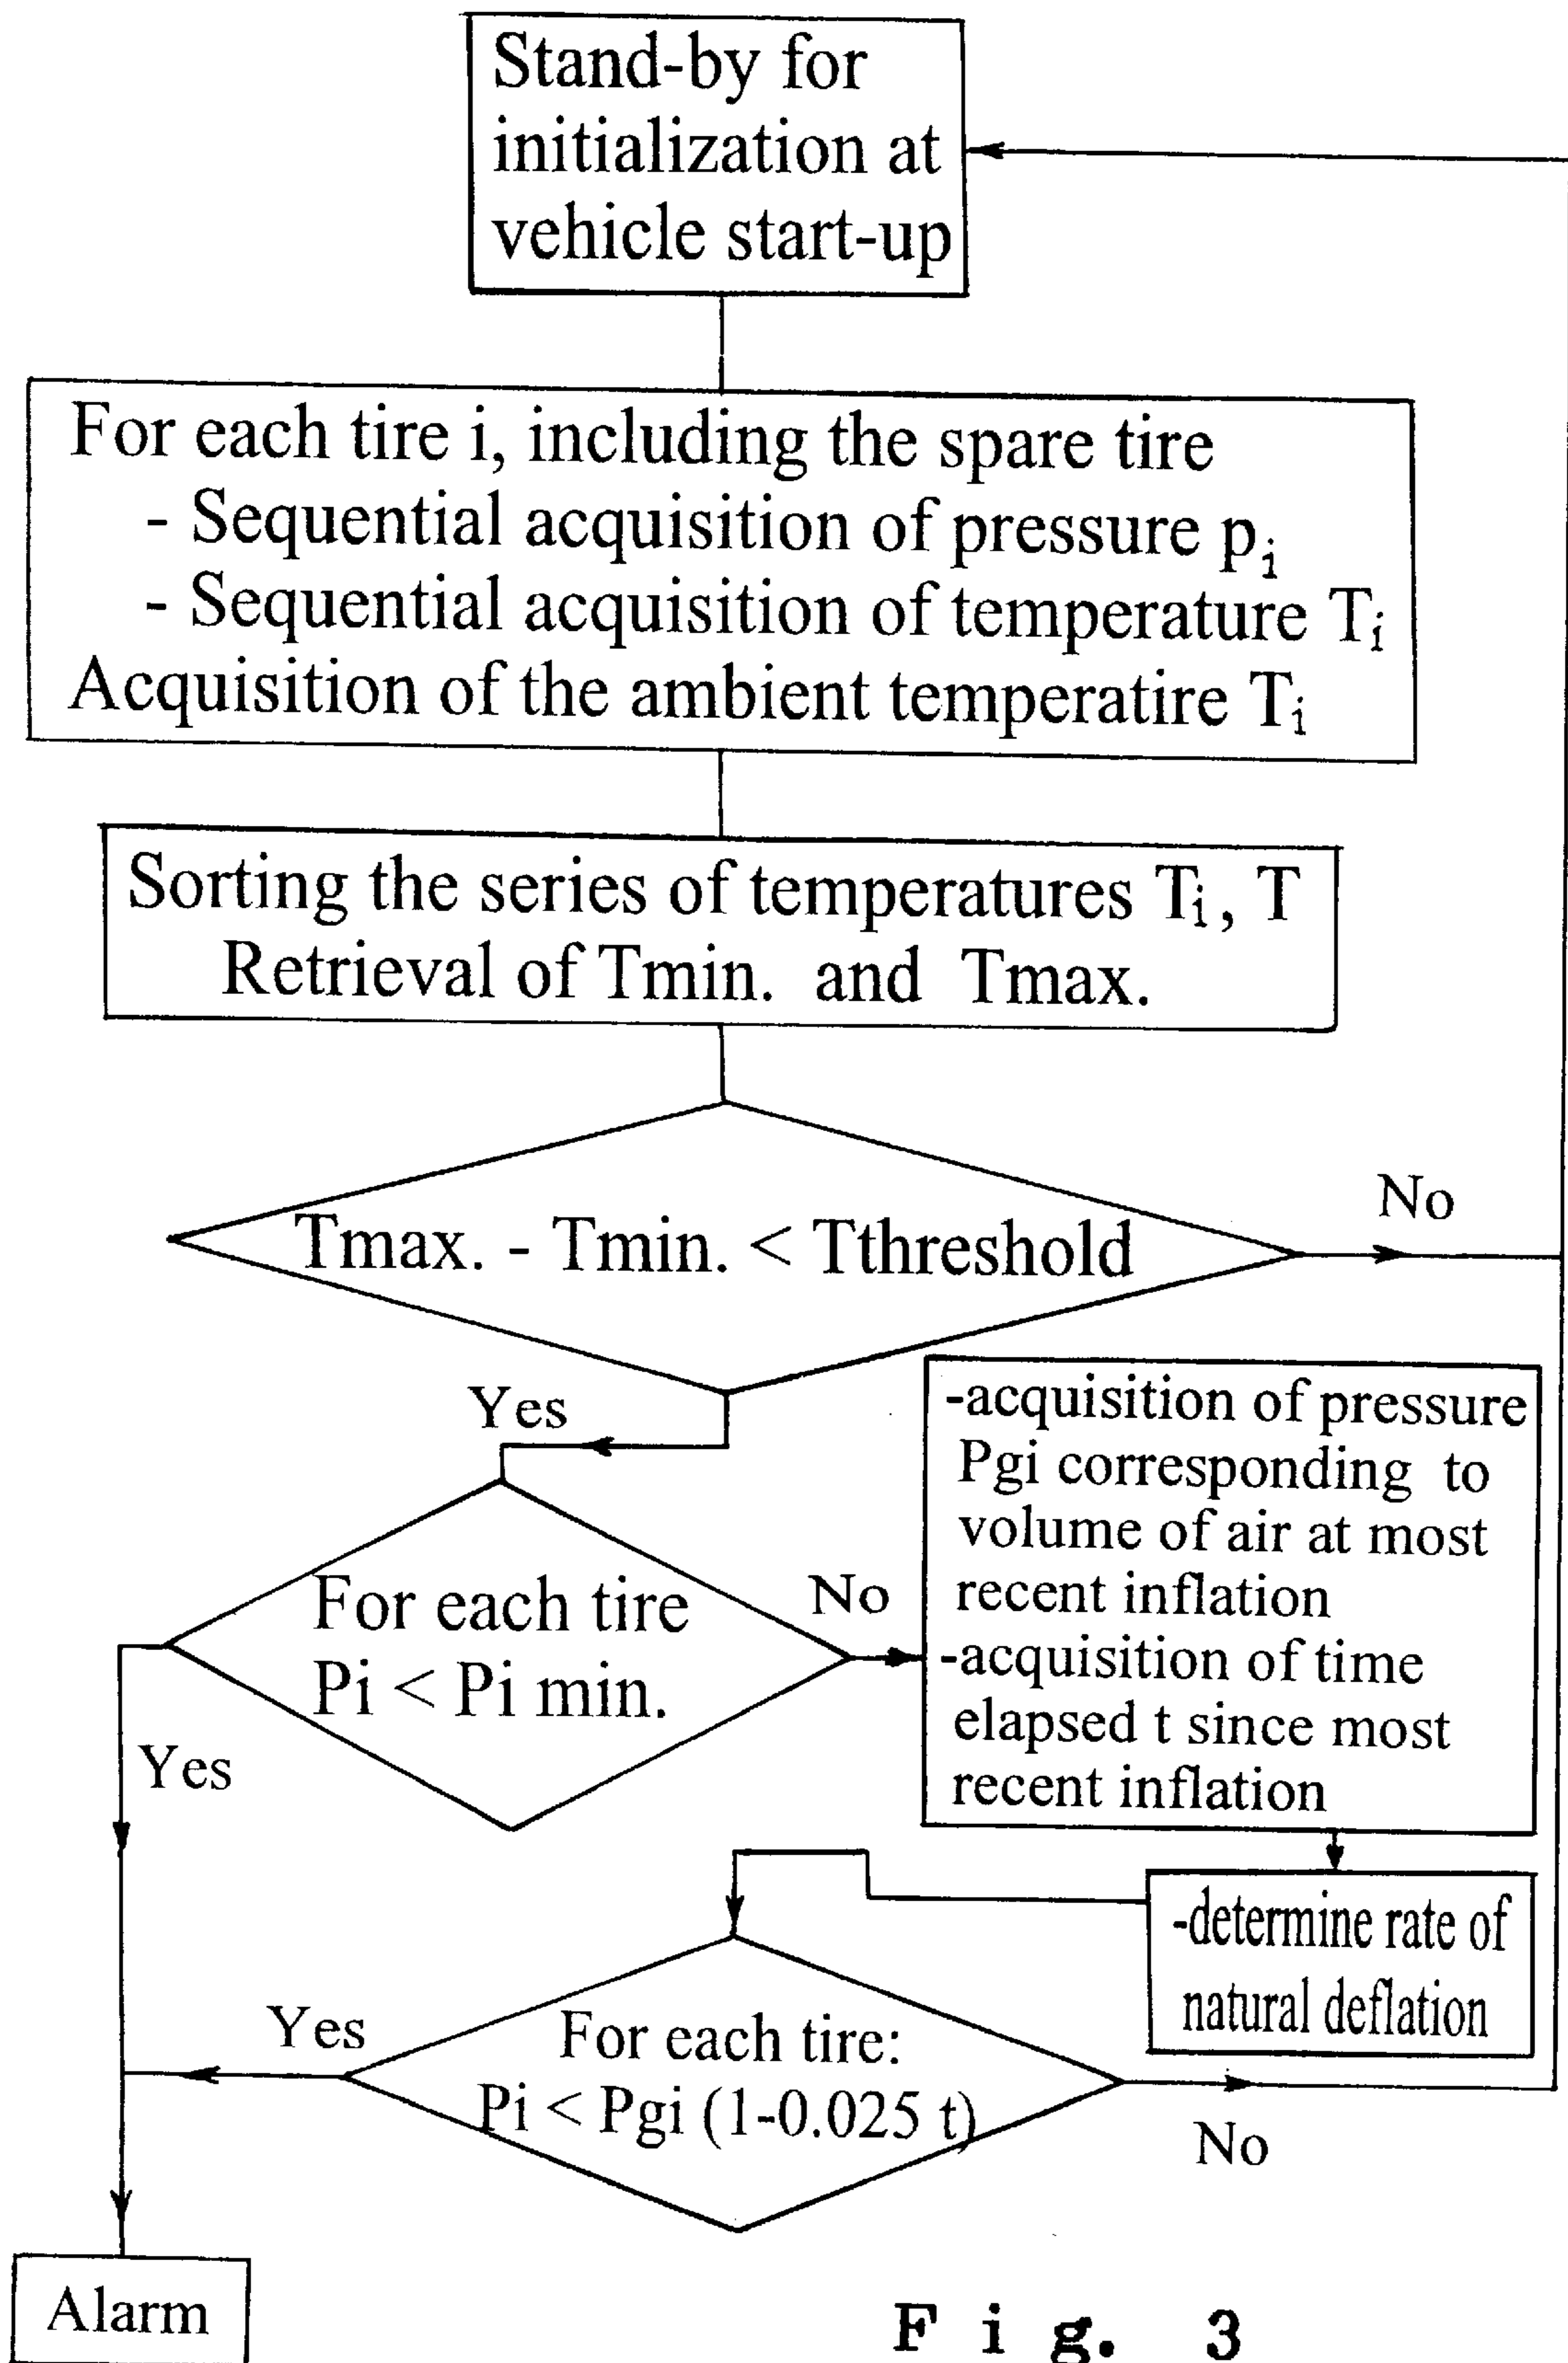 Stand-by for
initialization at
vehicle start-up
For each tire i, including the spare tire
- Sequential acquisition of pressure pᵢ
- Sequential acquisition of temperature Tᵢ
Acquisition of the ambient temperatire Tᵢ
Sorting the series of temperatures Tᵢ, T
Retrieval of Tmin. and Tmax.
Tmax. - Tmin. < Tthreshold
No
Yes
-acquisition of pressure
Pgi corresponding to
volume of air at most
recent inflation
-acquisition of time
elapsed t since most
recent inflation
For each tire
Pi < Pi min.
No
Yes
-determine rate of
natural deflation
For each tire:
Pi < Pgi (1-0.025 t)
Yes
No
Alarm
Fig. 3